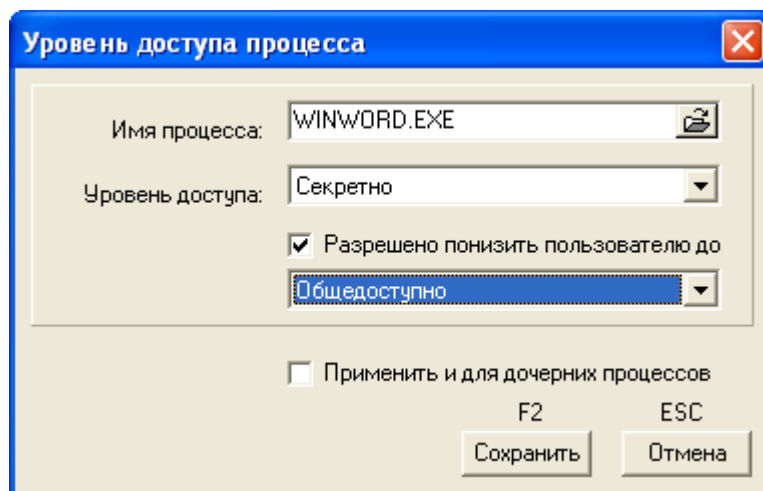 Уровень доступа процесса
Имя процесса: WINWORD.EXE
Уровень доступа: Секретно
Разрешено понизить пользователю до
Общедоступно
Применить и для дочерних процессов
F2 ESC
Сохранить Отмена